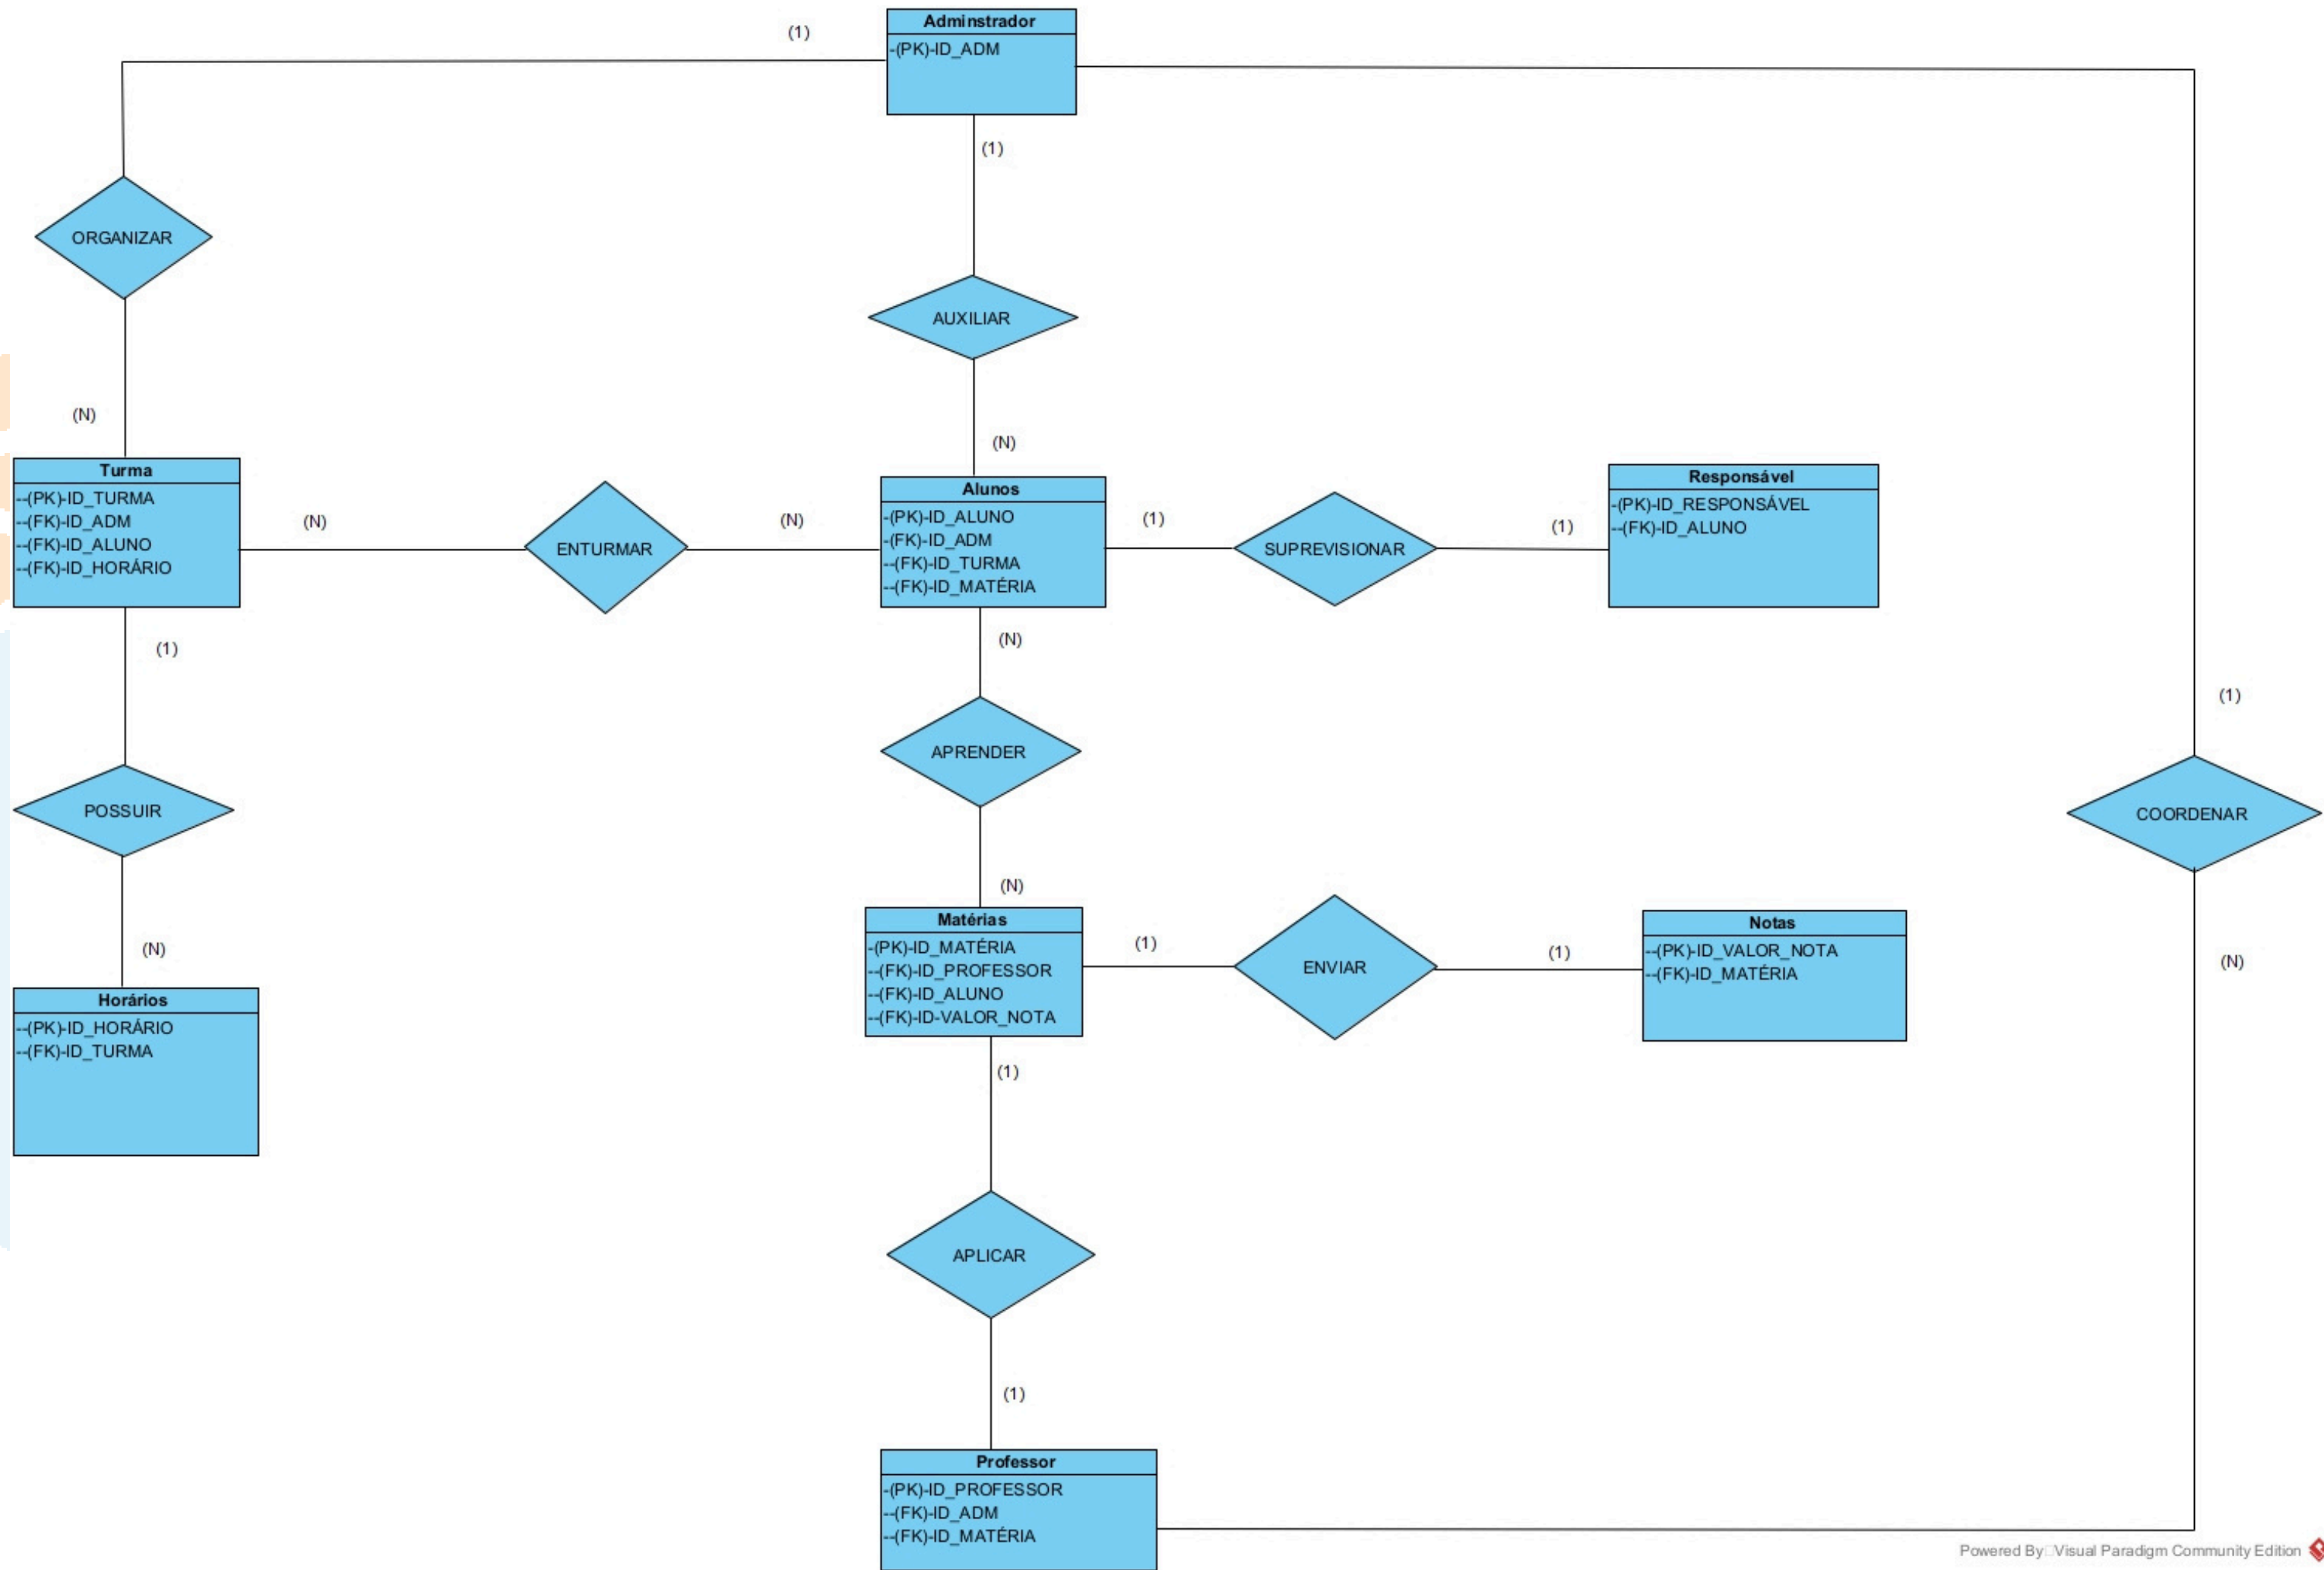 Adminstrador
-(PK)-ID_ADM
(1)
(1)
ORGANIZAR
AUXILIAR
(N)
(N)
Turma
--(PK)-ID_TURMA
--(FK)-ID_ADM
--(FK)-ID_ALUNO
--(FK)-ID_HORÁRIO
(N)
ENTURMAR
(N)
Alunos
-(PK)-ID_ALUNO
-(FK)-ID_ADM
--(FK)-ID_TURMA
--(FK)-ID_MATÉRIA
(1)
SUPREVISIONAR
(1)
Responsável
-(PK)-ID_RESPONSÁVEL
--(FK)-ID_ALUNO
(1)
(N)
(1)
POSSUIR
APRENDER
COORDENAR
(N)
(N)
(N)
Horários
--(PK)-ID_HORÁRIO
--(FK)-ID_TURMA
Matérias
-(PK)-ID_MATÉRIA
--(FK)-ID_PROFESSOR
--(FK)-ID_ALUNO
--(FK)-ID-VALOR_NOTA
(1)
ENVIAR
(1)
Notas
--(PK)-ID_VALOR_NOTA
--(FK)-ID_MATÉRIA
(1)
APLICAR
(1)
Professor
-(PK)-ID_PROFESSOR
--(FK)-ID_ADM
--(FK)-ID_MATÉRIA
Powered By Visual Paradigm Community Edition